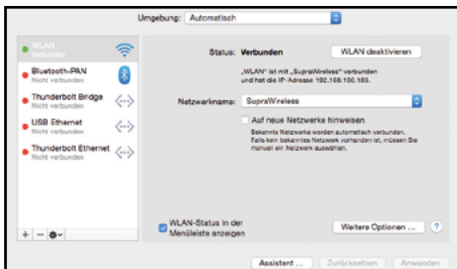 Umgebung: Automatisch
WLAN
Verbunden
Bluetooth-PAN
Nicht verbunden
Thunderbolt Bridge
Nicht verbunden
USB Ethernet
Nicht verbunden
Thunderbolt Ethernet
Nicht verbunden
Status: Verbunden
WLAN deaktivieren
„WLAN“ ist mit „SupraWireless“ verbunden
und hat die IP-Adresse 192.168.100.183.
Netzwerkname: SupraWireless
Auf neue Netzwerke hinweisen
Bekannte Netzwerke werden automatisch verbunden.
Falls kein bekanntes Netzwerk vorhanden ist, müssen Sie
manuell ein Netzwerk auswählen.
WLAN-Status in der
Menüleiste anzeigen
Weitere Optionen ... ?
Assistent ... Zurücksetzen Anwenden